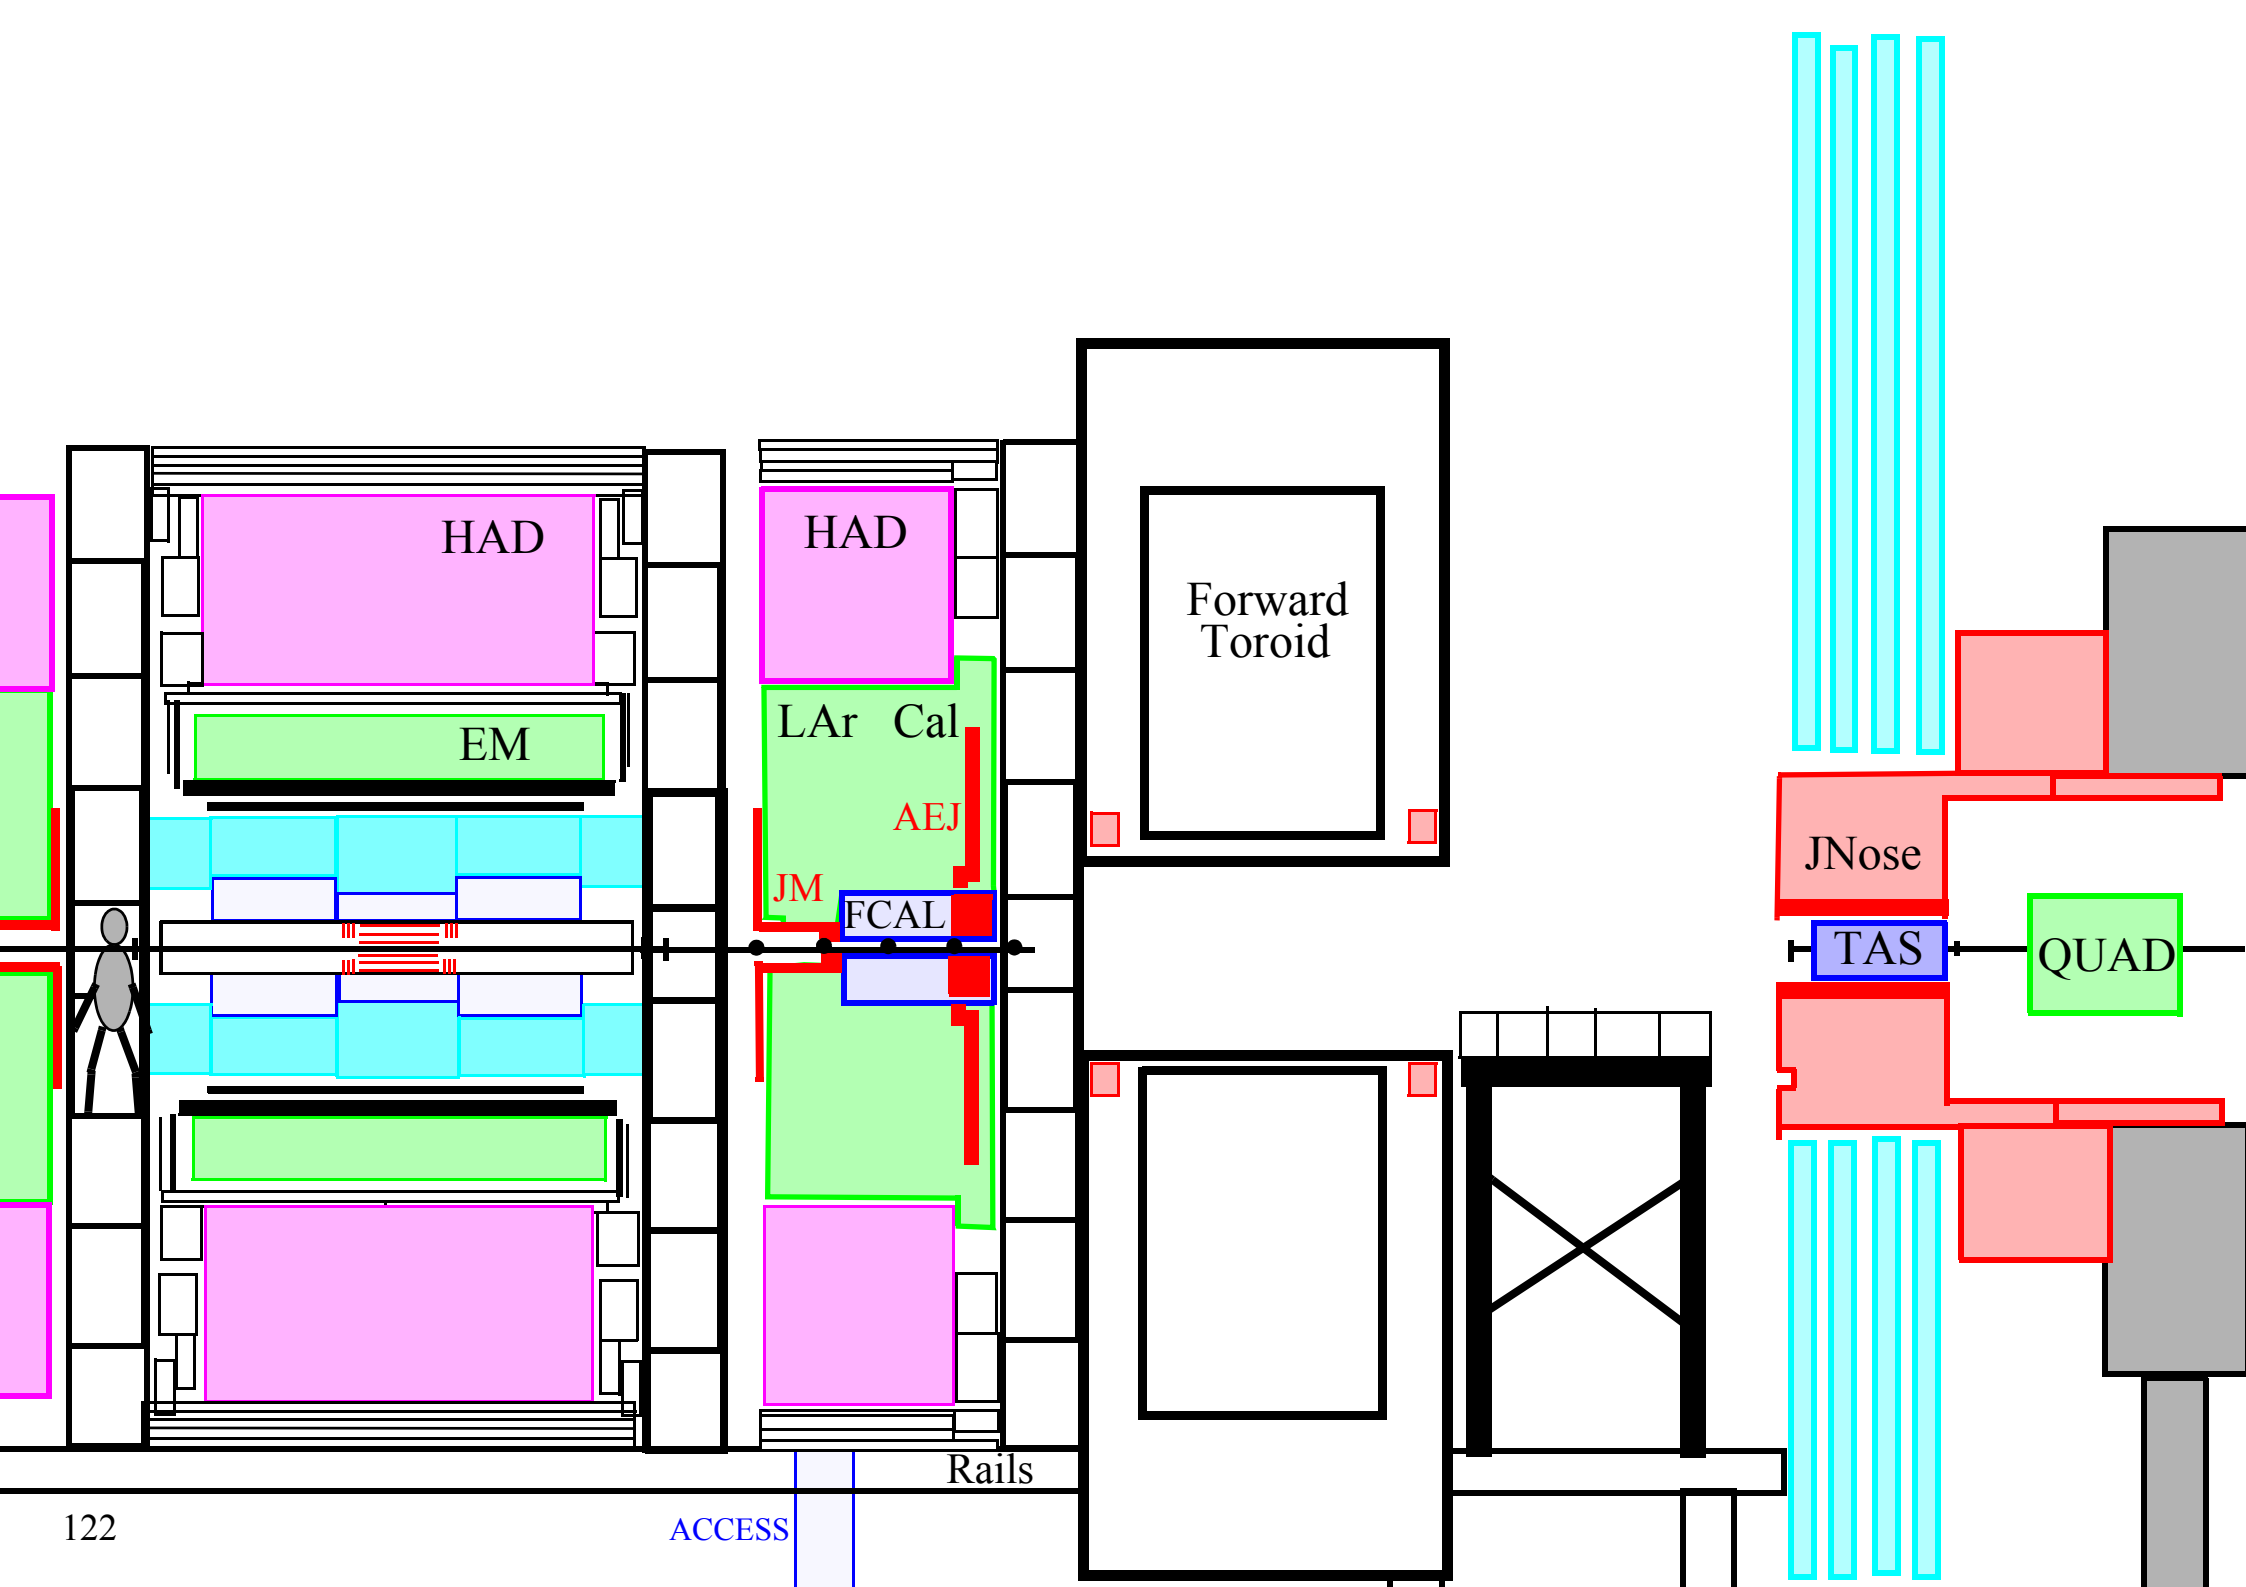 HAD
HAD
Forward
Toroid
LAr Cal
EM
AEJ
JNose
JM
FCAL
TAS
QUAD
Rails
122
ACCESS